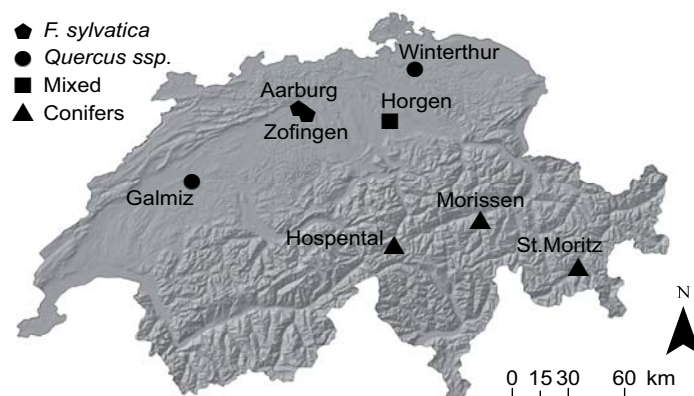 F. sylvatica
Quercus ssp.
Mixed
Conifers
Winterthur
Aarburg
Horgen
Zofingen
Galmiz
Morissen
Hospental
St.Moritz
N
0 15 30 60 km